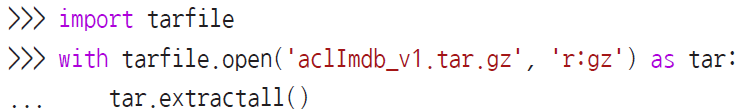 >>> import tarfile
>>> with tarfile.open('aclImdb_v1.tar.gz', 'r:gz') as tar:
...     tar.extractall()